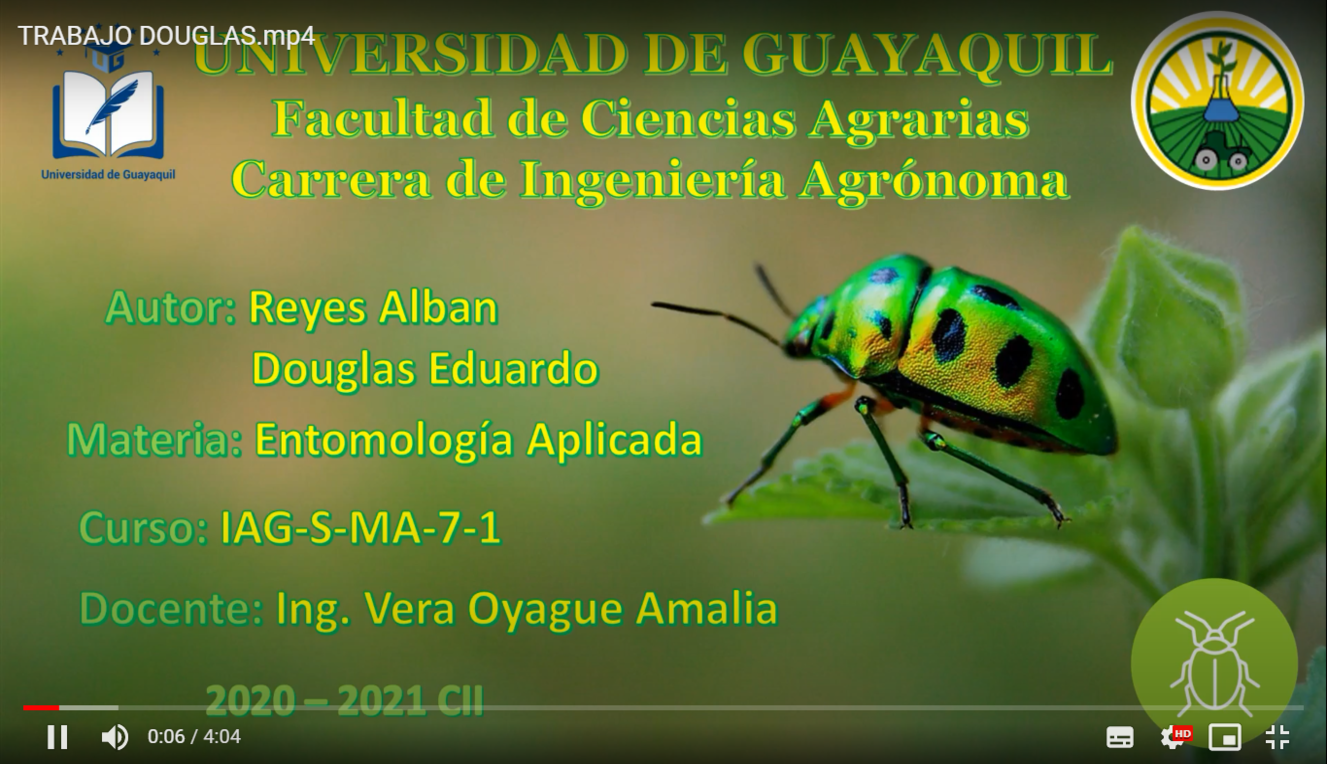 TRABAJO DOUGLAS.mp4
UNIVERSIDAD DE GUAYAQUIL
Facultad de Ciencias Agrarias
Carrera de Ingeniería Agrónoma
UG
Universidad de Guayaquil
Autor: Reyes Alban
Douglas Eduardo
Materia: Entomología Aplicada
Curso: IAG-S-MA-7-1
Docente: Ing. Vera Oyague Amalia
2020 – 2021 CII
0:06 / 4:04
HD